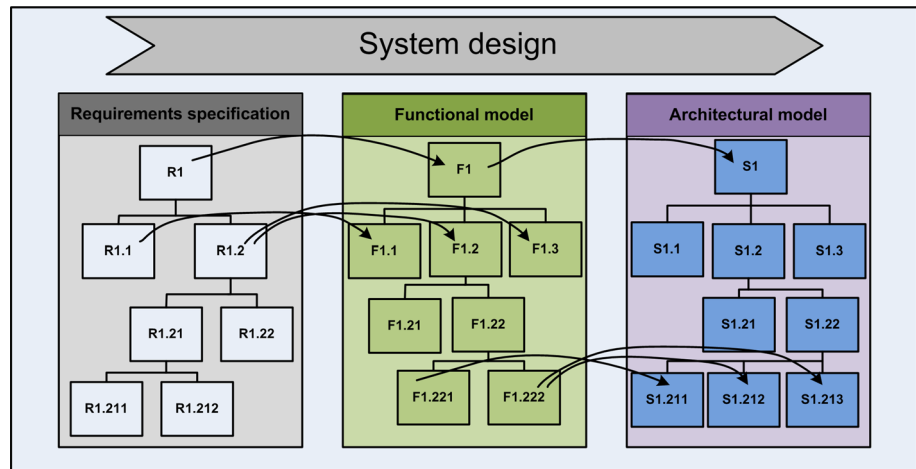 System design
Requirements specification
Functional model
Architectural model
R1
F1
S1
R1.1
R1.2
F1.1
F1.2
F1.3
S1.1
S1.2
S1.3
R1.21
R1.22
F1.21
F1.22
S1.21
S1.22
R1.211
R1.212
F1.221
F1.222
S1.211
S1.212
S1.213